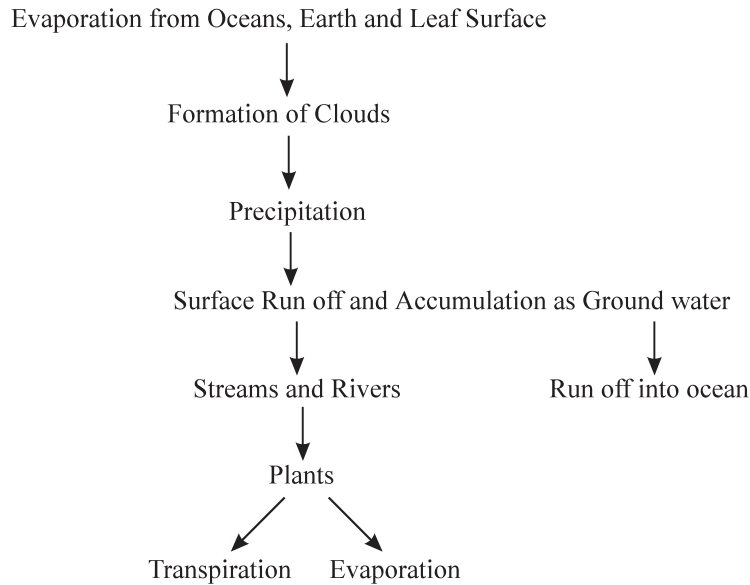 Evaporation from Oceans, Earth and Leaf Surface
Formation of Clouds
Precipitation
Surface Run off and Accumulation as Ground water
Streams and Rivers
Run off into ocean
Plants
Transpiration
Evaporation